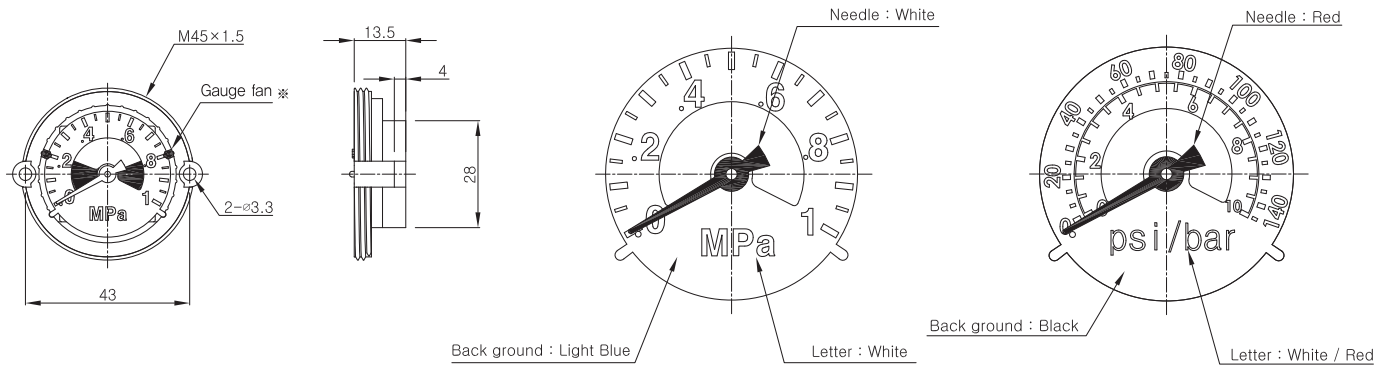 M45×1.5
Gauge fan ※
.0
.2
.4
.6
.8
1
MPa
2-⌀3.3
43
13.5
4
28
Needle : White
.0
.2
.4
.6
.8
1
MPa
Back ground : Light Blue
Letter : White
Needle : Red
0
20
40
60
80
100
120
140
0
2
4
6
8
10
psi/bar
Back ground : Black
Letter : White / Red